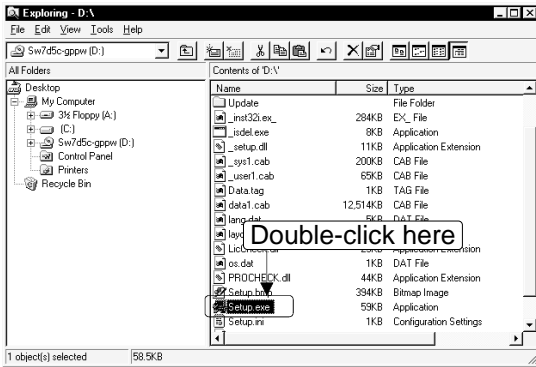 Exploring - D:\
File Edit View Tools Help
Sw7d5c-gppw (D:)
All Folders
Contents of 'D:\'
Desktop
My Computer
3½ Floppy (A:)
(C:)
Sw7d5c-gppw (D:)
Control Panel
Printers
Recycle Bin
Name Size Type
Update File Folder
_inst32i.ex_ 284KB EX_ File
_isdel.exe 8KB Application
_setup.dll 11KB Application Extension
_sys1.cab 200KB CAB File
_user1.cab 65KB CAB File
Data.tag 1KB TAG File
data1.cab 12,514KB CAB File
lang.dat 5KB DAT File
Double-click here
os.dat 1KB DAT File
PROCHECK.dll 44KB Application Extension
Setup.bmp 394KB Bitmap Image
Setup.exe 59KB Application
Setup.ini 1KB Configuration Settings
1 object(s) selected 58.5KB